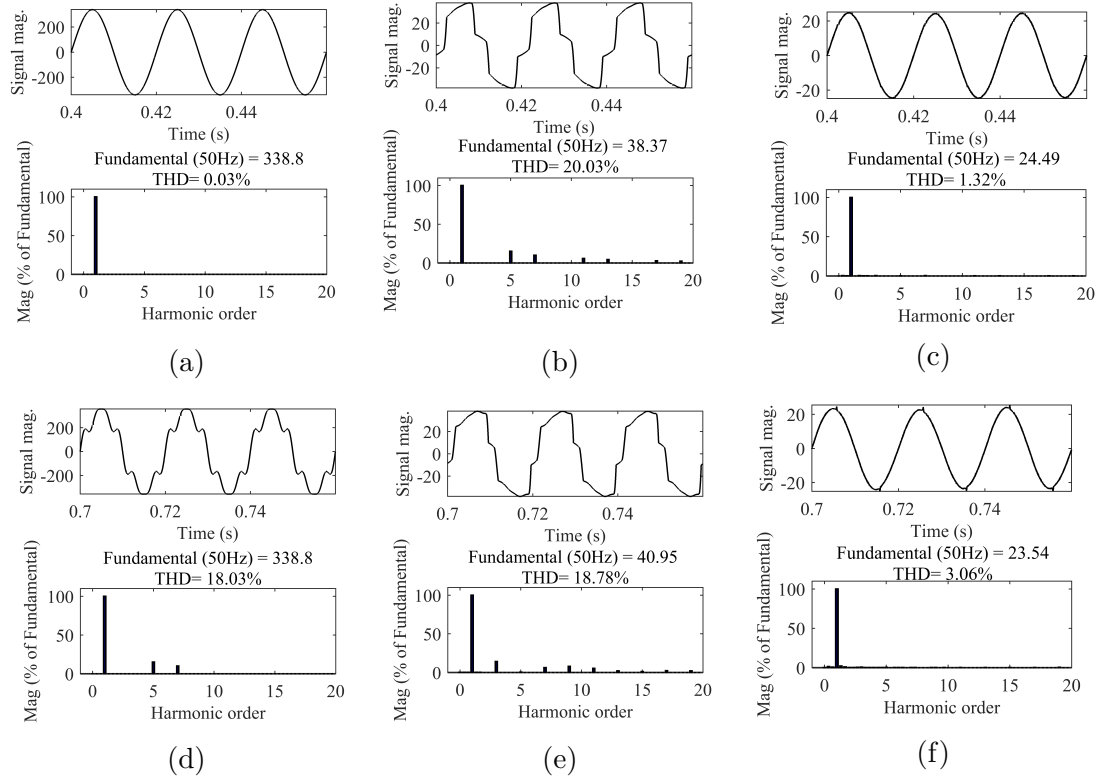 Signal mag.
200
0
-200
0.4
0.42
0.44
Time (s)
Fundamental (50Hz) = 338.8
THD= 0.03%
Mag (% of Fundamental)
100
50
0
0
5
10
15
20
Harmonic order
(a)
Signal mag.
20
0
-20
0.4
0.42
0.44
Time (s)
Fundamental (50Hz) = 38.37
THD= 20.03%
Mag (% of Fundamental)
100
50
0
0
5
10
15
20
Harmonic order
(b)
Signal mag.
20
0
-20
0.4
0.42
0.44
Time (s)
Fundamental (50Hz) = 24.49
THD= 1.32%
Mag (% of Fundamental)
100
50
0
0
5
10
15
20
Harmonic order
(c)
Signal mag.
200
0
-200
0.7
0.72
0.74
Time (s)
Fundamental (50Hz) = 338.8
THD= 18.03%
Mag (% of Fundamental)
100
50
0
0
5
10
15
20
Harmonic order
(d)
Signal mag.
20
0
-20
0.7
0.72
0.74
Time (s)
Fundamental (50Hz) = 40.95
THD= 18.78%
Mag (% of Fundamental)
100
50
0
0
5
10
15
20
Harmonic order
(e)
Signal mag.
20
0
-20
0.7
0.72
0.74
Time (s)
Fundamental (50Hz) = 23.54
THD= 3.06%
Mag (% of Fundamental)
100
50
0
0
5
10
15
20
Harmonic order
(f)